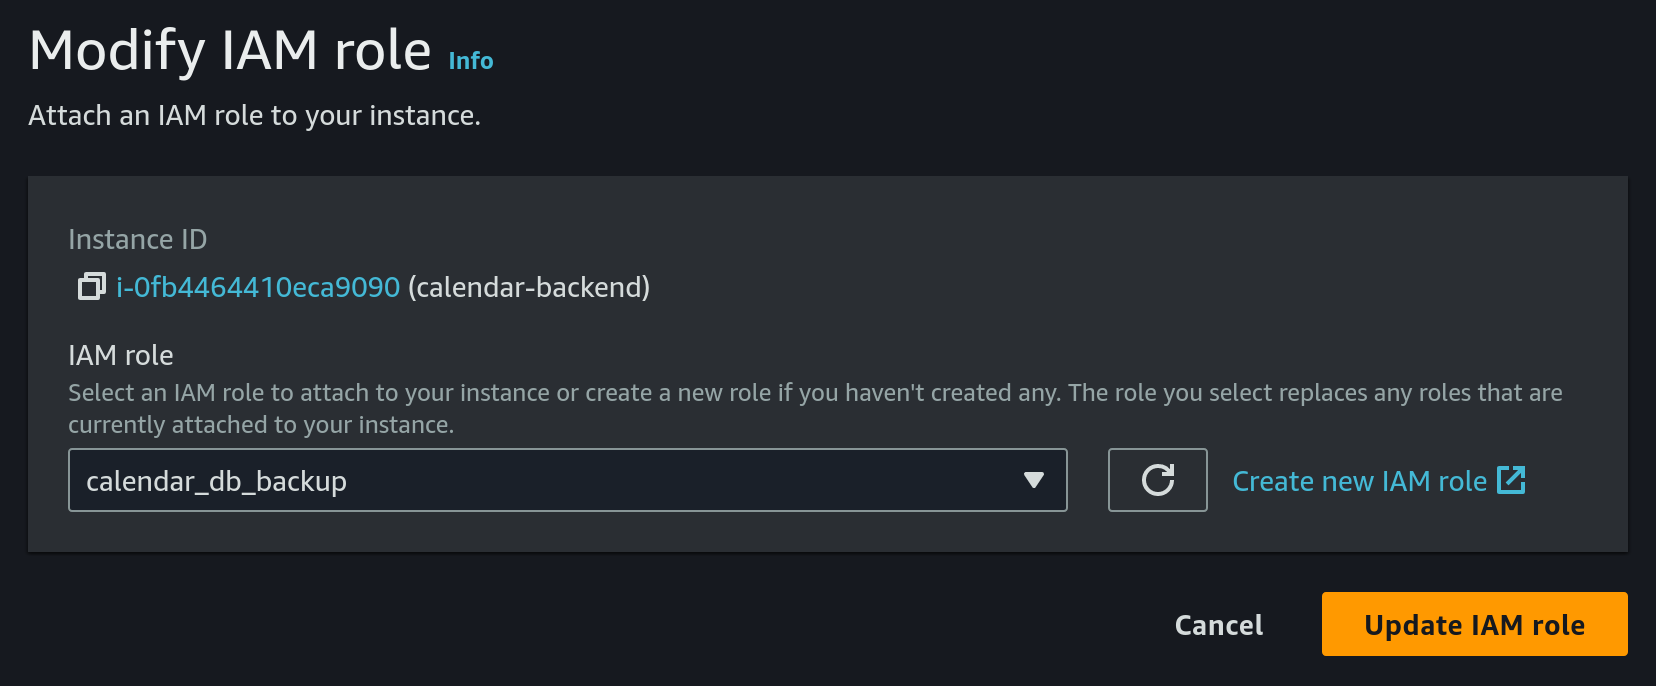 Modify IAM role Info
Attach an IAM role to your instance.
Instance ID
i-0fb4464410eca9090 (calendar-backend)
IAM role
Select an IAM role to attach to your instance or create a new role if you haven't created any. The role you select replaces any roles that are
currently attached to your instance.
calendar_db_backup
Create new IAM role
Cancel
Update IAM role